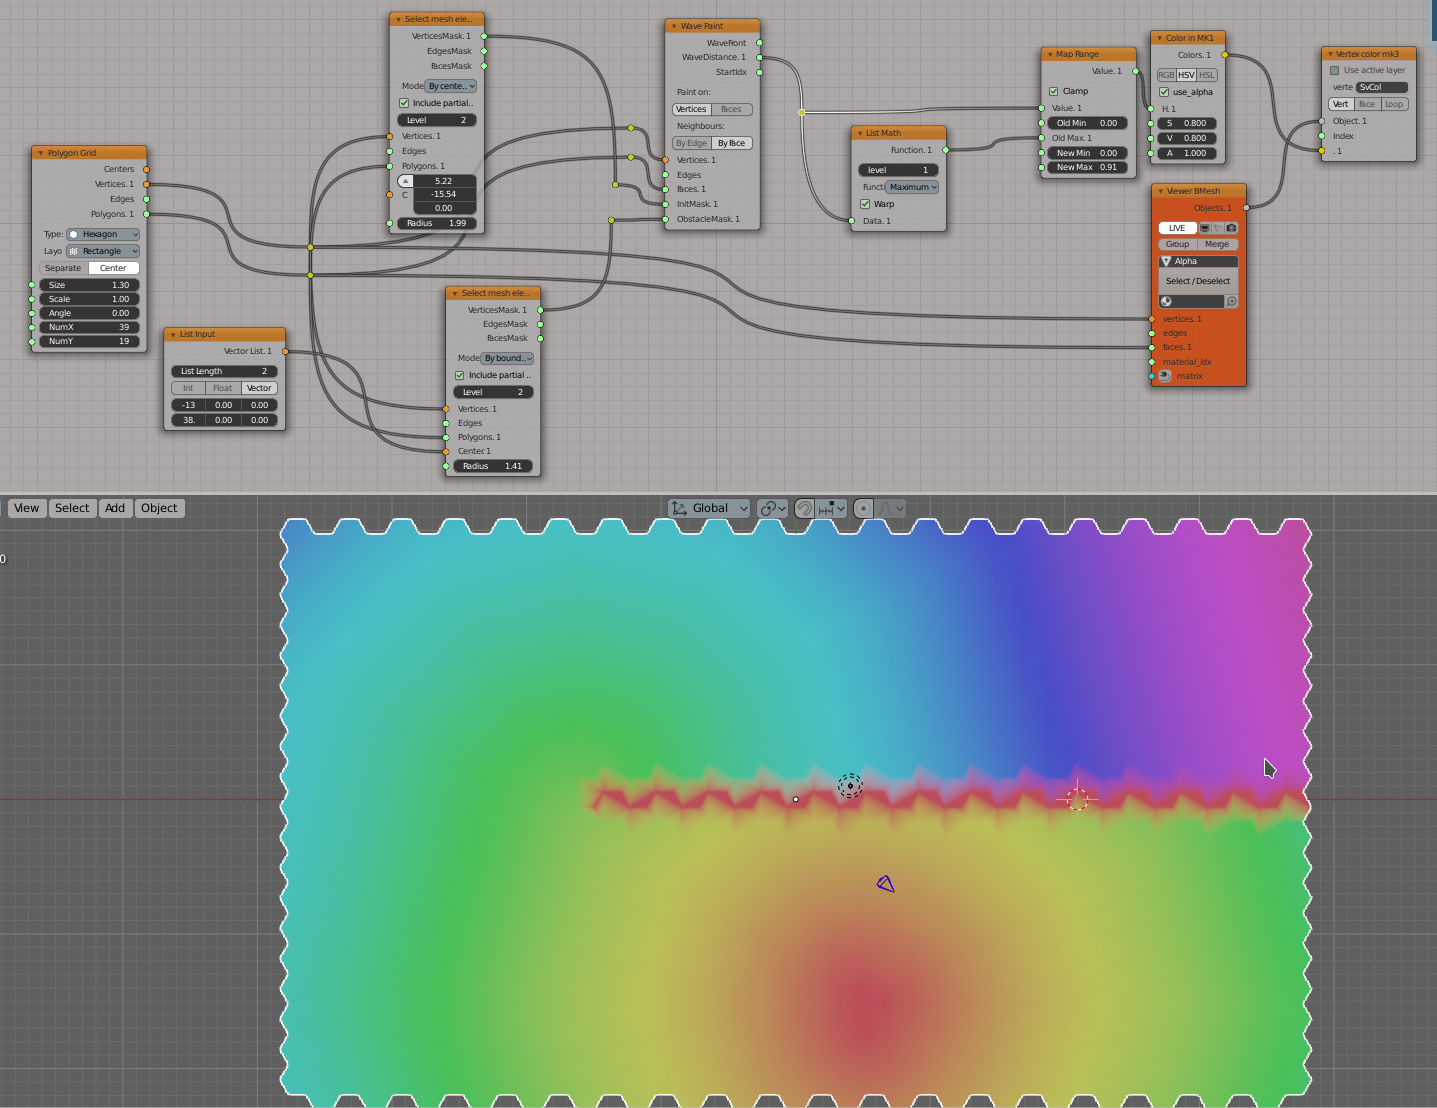 Polygon Grid
Centers
Vertices. 1
Edges
Polygons. 1
Type: Hexagon
Layo Rectangle
Separate Center
Size 1.30
Scale 1.00
Angle 0.00
NumX 39
NumY 19
List Input
Vector List. 1
List Length 2
Int Float Vector
-13 0.00 0.00
38. 0.00 0.00
Select mesh ele..
VerticesMask. 1
EdgesMask
FacesMask
Mode By cente..
Include partial..
Level 2
Vertices. 1
Edges
Polygons. 1
5.22
C -15.54
0.00
Radius 1.99
Select mesh ele..
VerticesMask. 1
EdgesMask
FacesMask
Mode By bound..
Include partial ..
Level 2
Vertices. 1
Edges
Polygons. 1
Center. 1
Radius 1.41
Wave Paint
WaveFront
WaveDistance. 1
StartIdx
Paint on:
Vertices Faces
Neighbours:
By Edge By Face
Vertices. 1
Edges
Faces. 1
InitMask. 1
ObstacleMask. 1
List Math
Function. 1
level 1
Functi Maximum
Warp
Data. 1
Map Range
Value. 1
Clamp
Value. 1
Old Min 0.00
Old Max. 1
New Min 0.00
New Max 0.91
Color in MK1
Colors. 1
RGB HSV HSL
use_alpha
H. 1
S 0.800
V 0.800
A 1.000
Vertex color mk3
Use active layer
verte SvCol
Vert Face Loop
Object. 1
Index
. 1
Viewer BMesh
Objects. 1
LIVE
Group Merge
Alpha
Select / Deselect
vertices. 1
edges
faces. 1
material_idx
matrix
View Select Add Object
Global
0